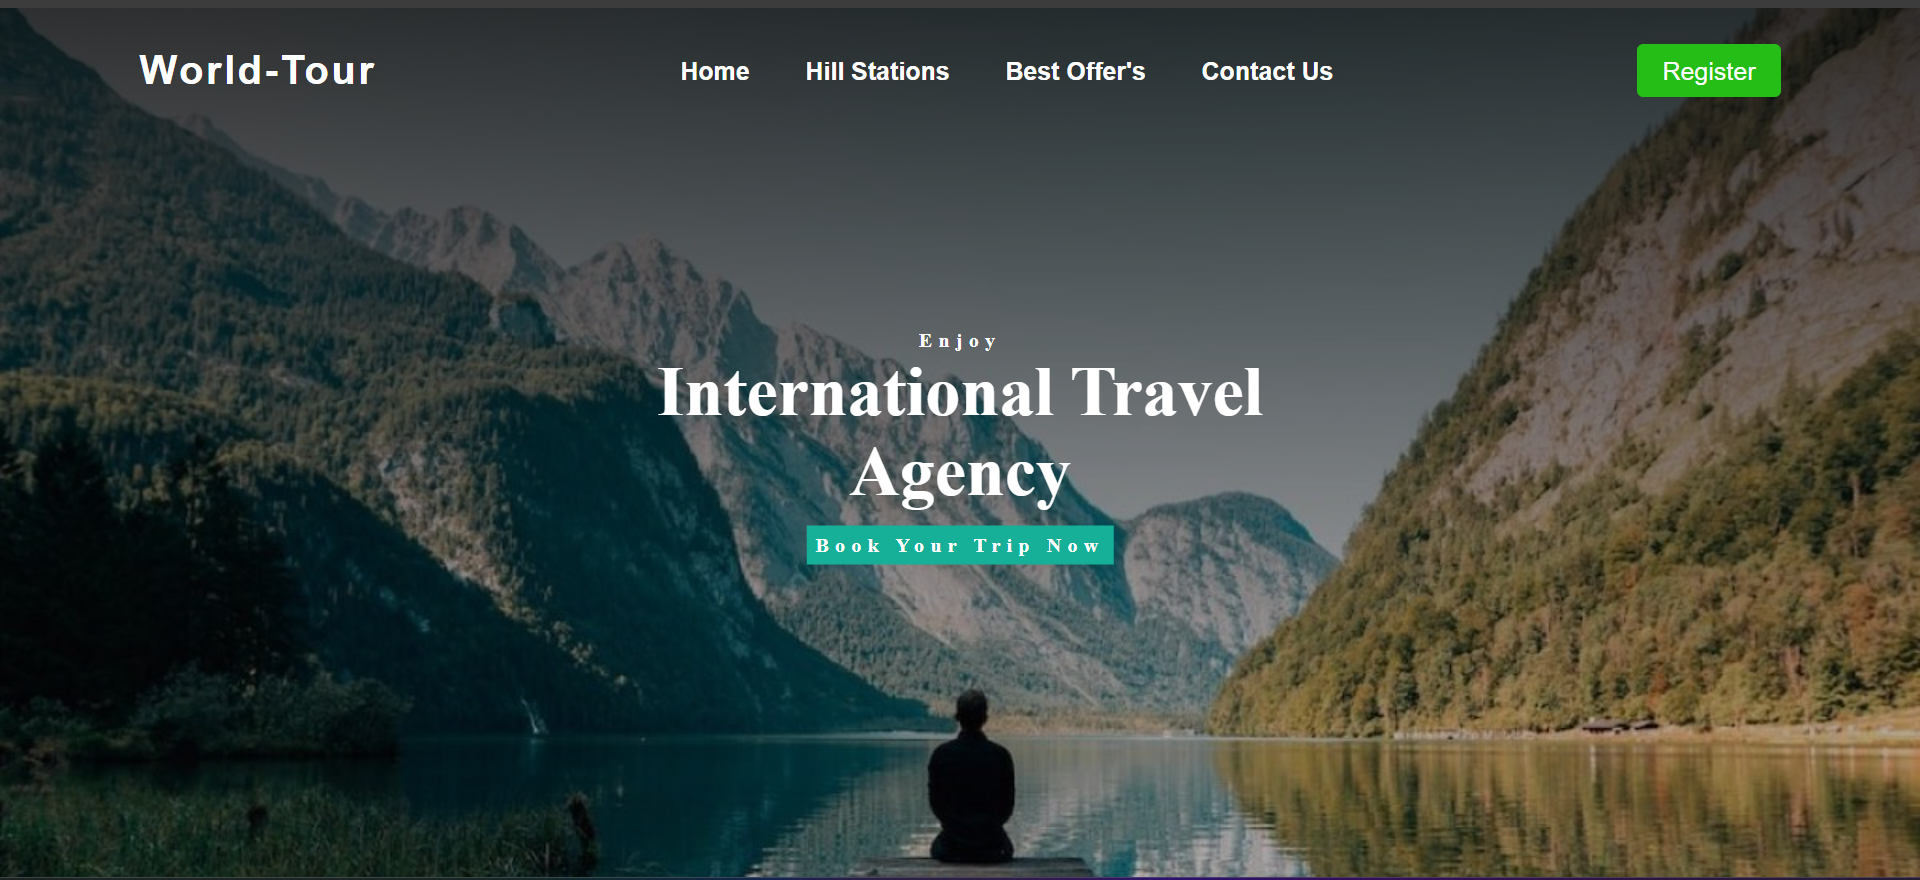 World-Tour
Home Hill Stations Best Offer's Contact Us
Register
Enjoy
International Travel
Agency
Book Your Trip Now